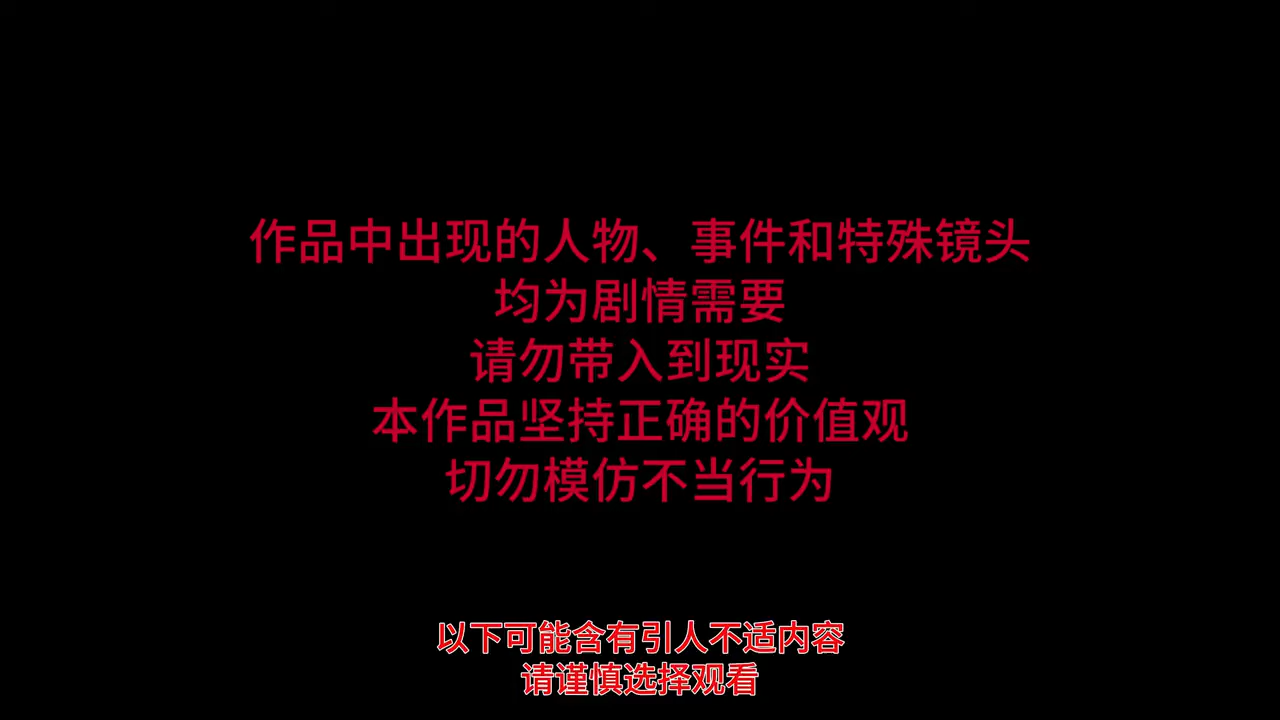 作品中出现的人物、事件和特殊镜头
均为剧情需要
请勿带入到现实
本作品坚持正确的价值观
切勿模仿不当行为
以下可能含有引人不适内容
请谨慎选择观看